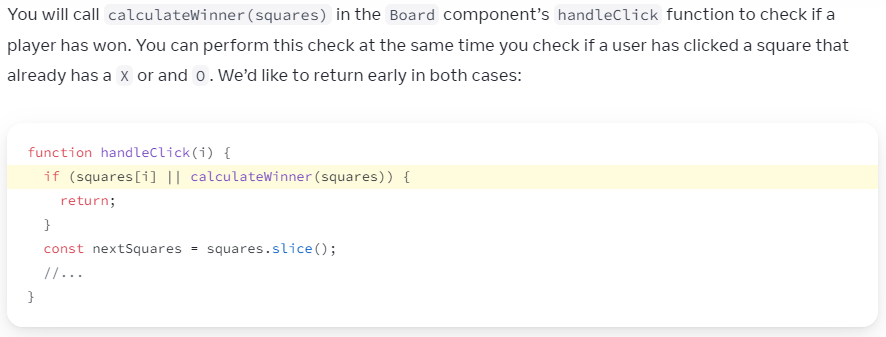 You will call calculateWinner(squares) in the Board component’s handleClick function to check if a
player has won. You can perform this check at the same time you check if a user has clicked a square that
already has a X or and O. We’d like to return early in both cases:
function handleClick(i) {
  if (squares[i] || calculateWinner(squares)) {
    return;
  }
  const nextSquares = squares.slice();
  //...
}